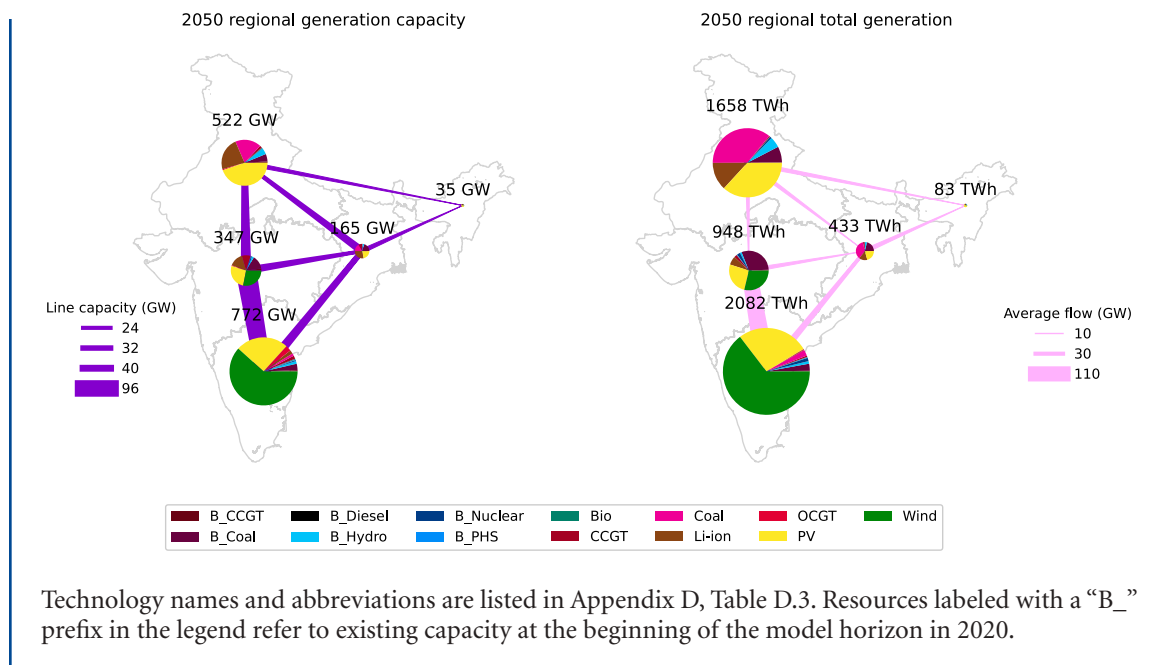 2050 regional generation capacity
522 GW
35 GW
165 GW
347 GW
772 GW
Line capacity (GW)
24
32
40
96
2050 regional total generation
1658 TWh
83 TWh
433 TWh
948 TWh
2082 TWh
Average flow (GW)
10
30
110
B_CCGT B_Diesel B_Nuclear Bio Coal OCGT Wind
B_Coal B_Hydro B_PHS CCGT Li-ion PV
Technology names and abbreviations are listed in Appendix D, Table D.3. Resources labeled with a “B_”
prefix in the legend refer to existing capacity at the beginning of the model horizon in 2020.